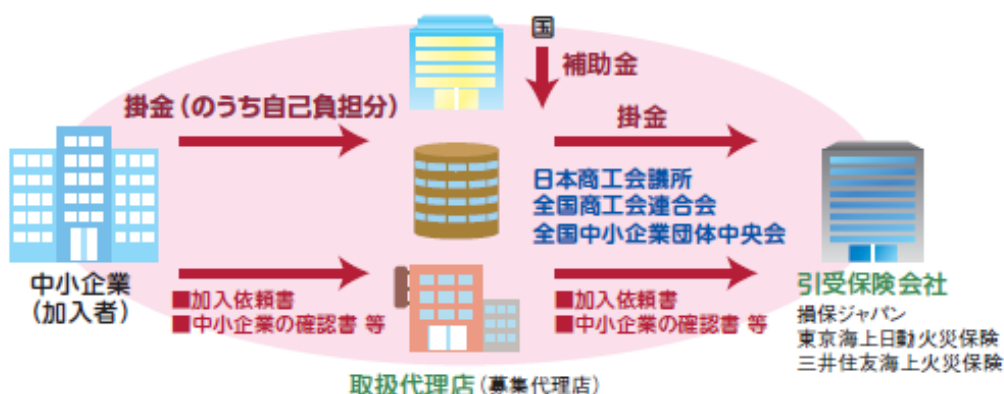 国
補助金
掛金(のうち自己負担分)
掛金
日本商工会議所
全国商工会連合会
全国中小企業団体中央会
中小企業
(加入者)
■加入依頼書
■中小企業の確認書 等
■加入依頼書
■中小企業の確認書 等
引受保険会社
損保ジャパン
東京海上日動火災保険
三井住友海上火災保険
取扱代理店(募集代理店)